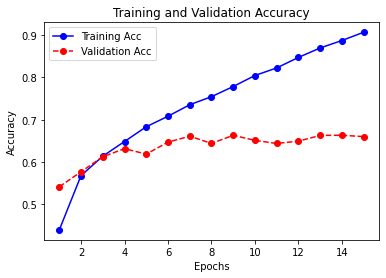 Training and Validation Accuracy
Training Acc
Validation Acc
Accuracy
0.9
0.8
0.7
0.6
0.5
2 4 6 8 10 12 14
Epochs